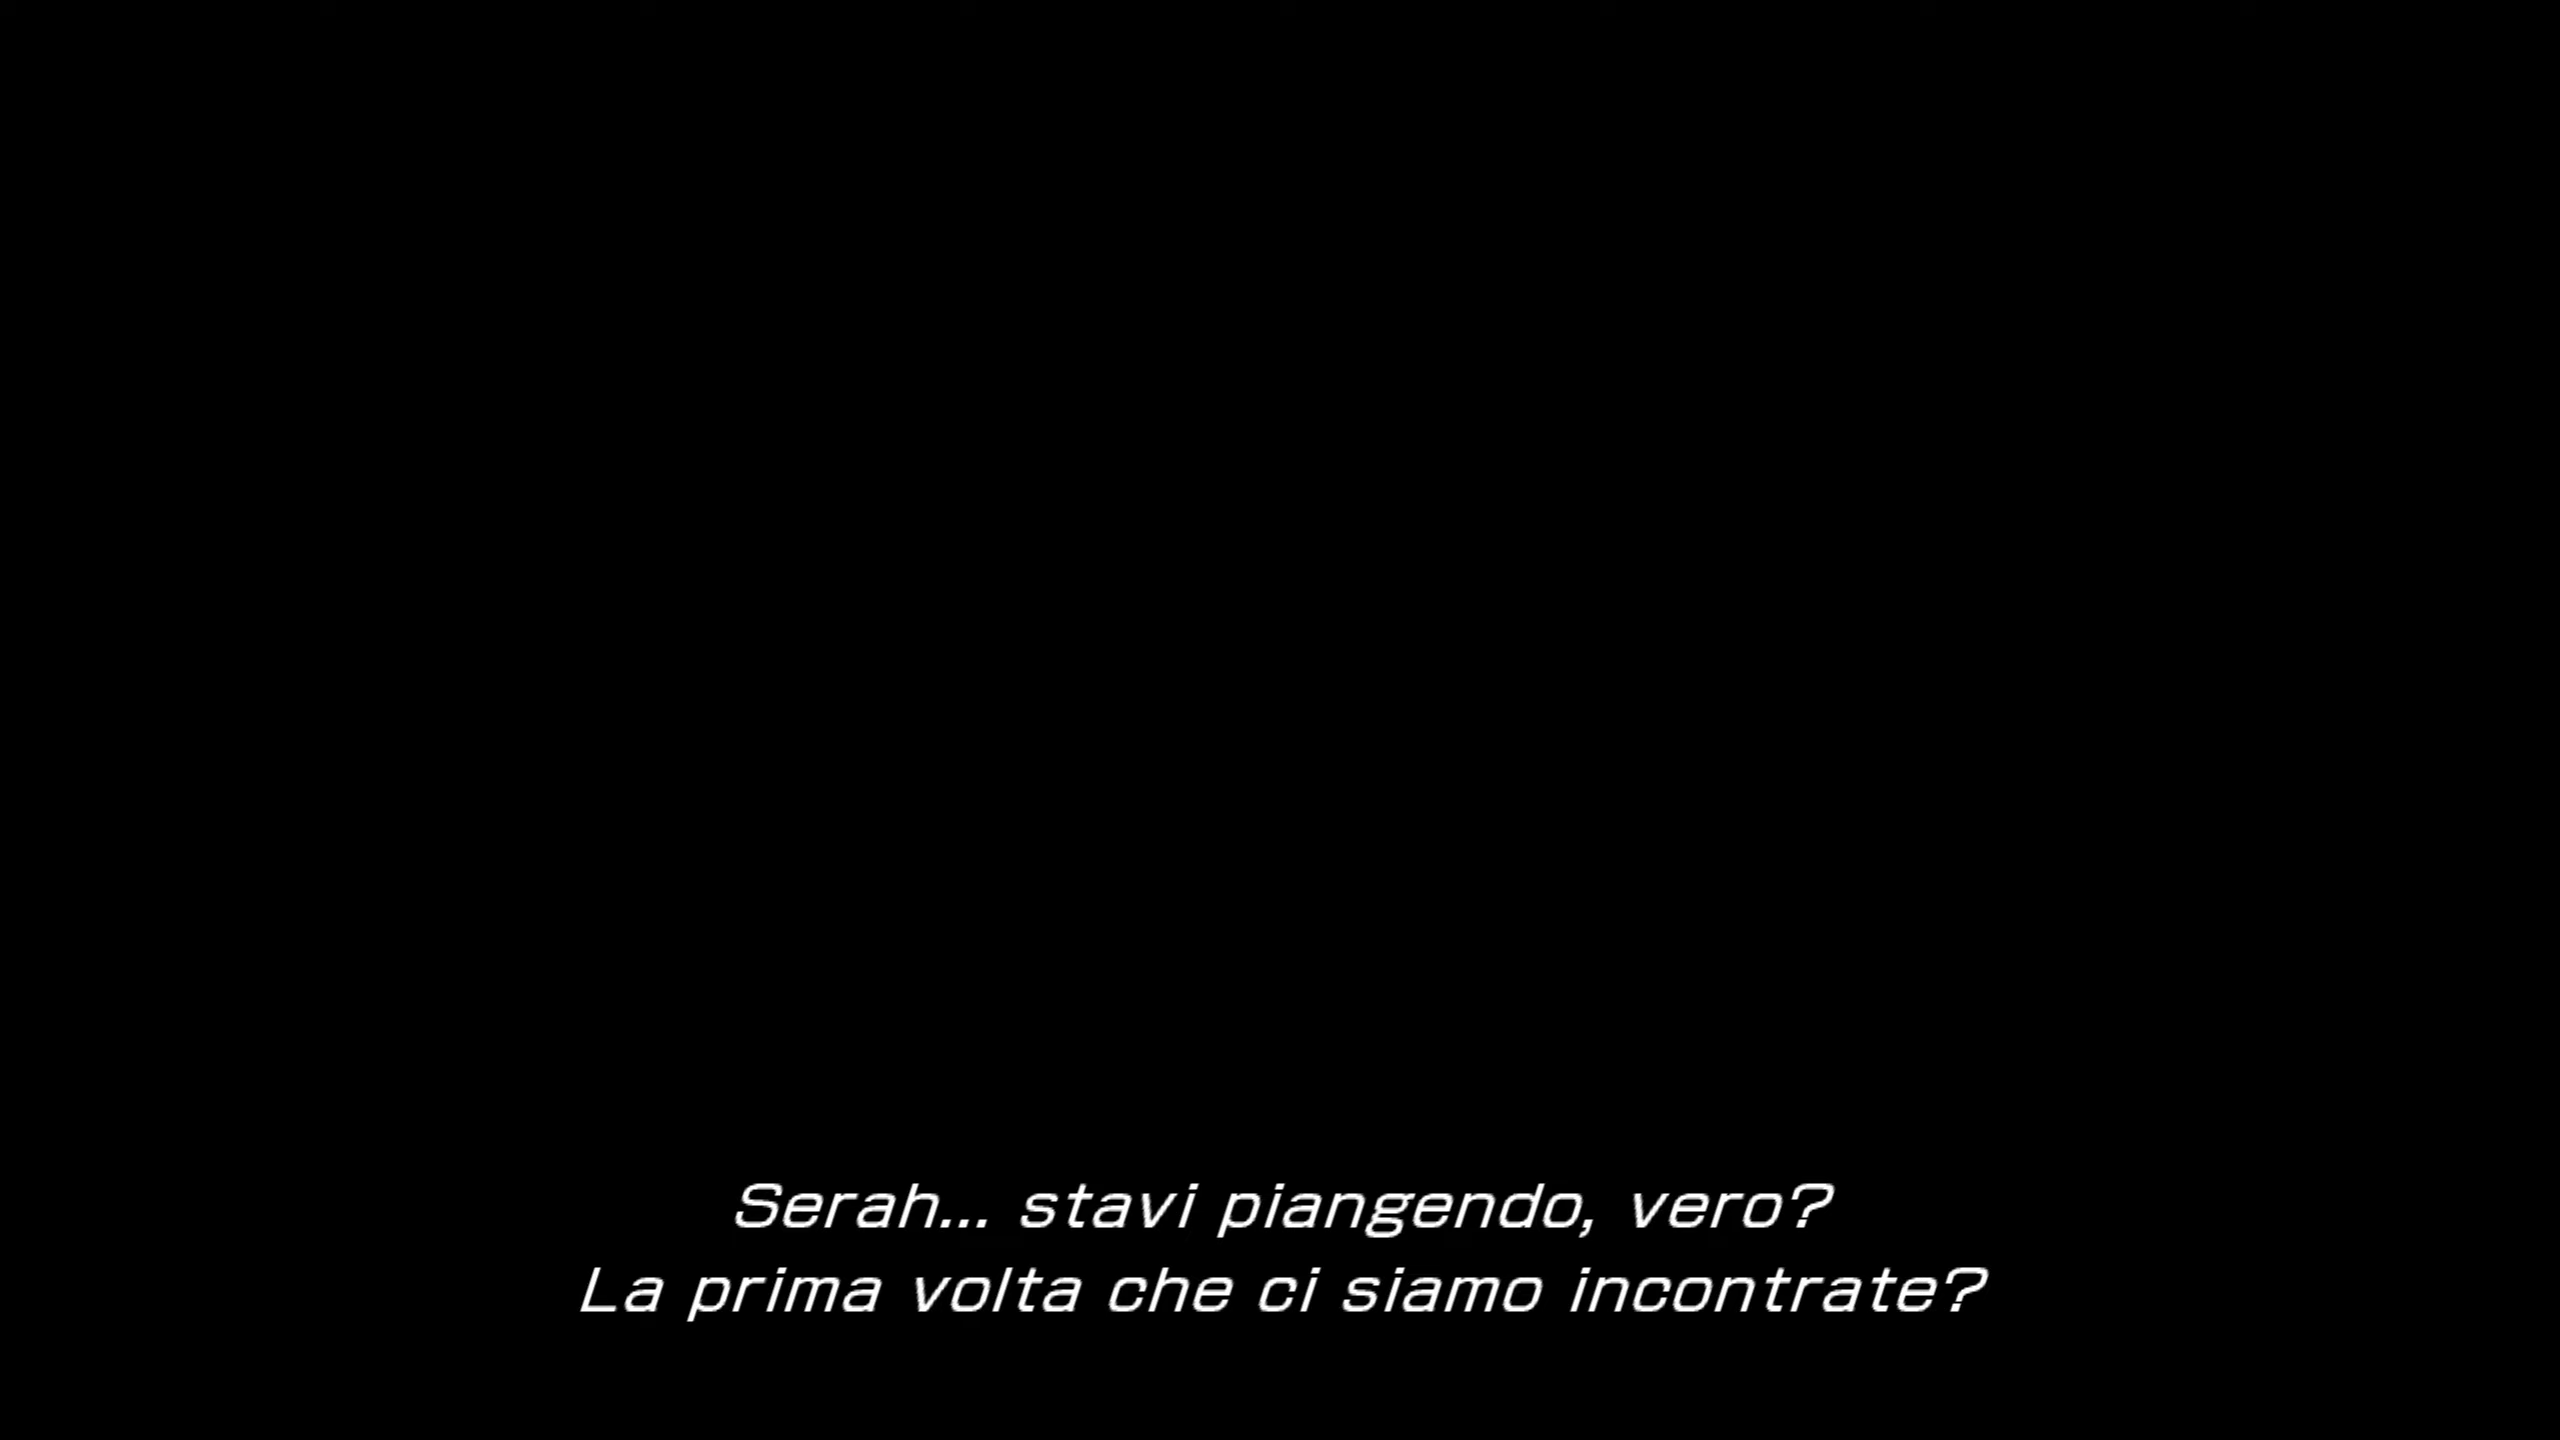 Serah... stavi piangendo, vero?
La prima volta che ci siamo incontrate?